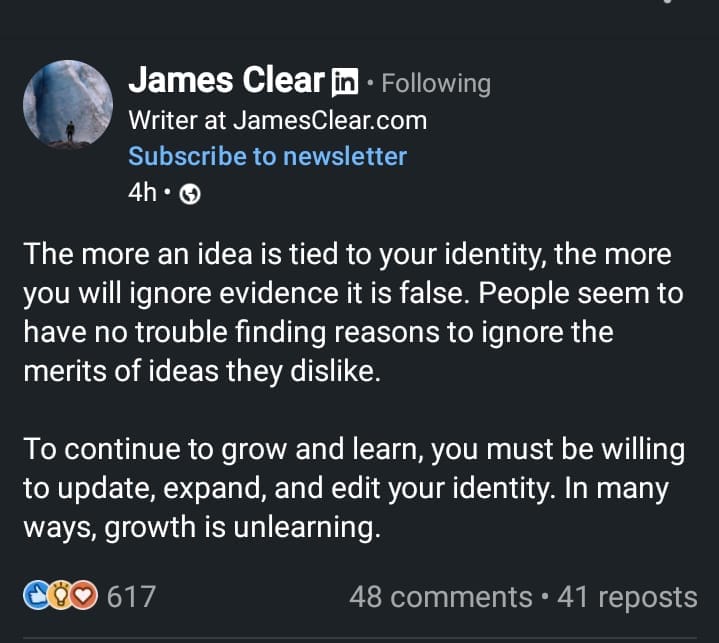 James Clear in • Following
Writer at JamesClear.com
Subscribe to newsletter
4h •
The more an idea is tied to your identity, the more
you will ignore evidence it is false. People seem to
have no trouble finding reasons to ignore the
merits of ideas they dislike.
To continue to grow and learn, you must be willing
to update, expand, and edit your identity. In many
ways, growth is unlearning.
617 48 comments • 41 reposts